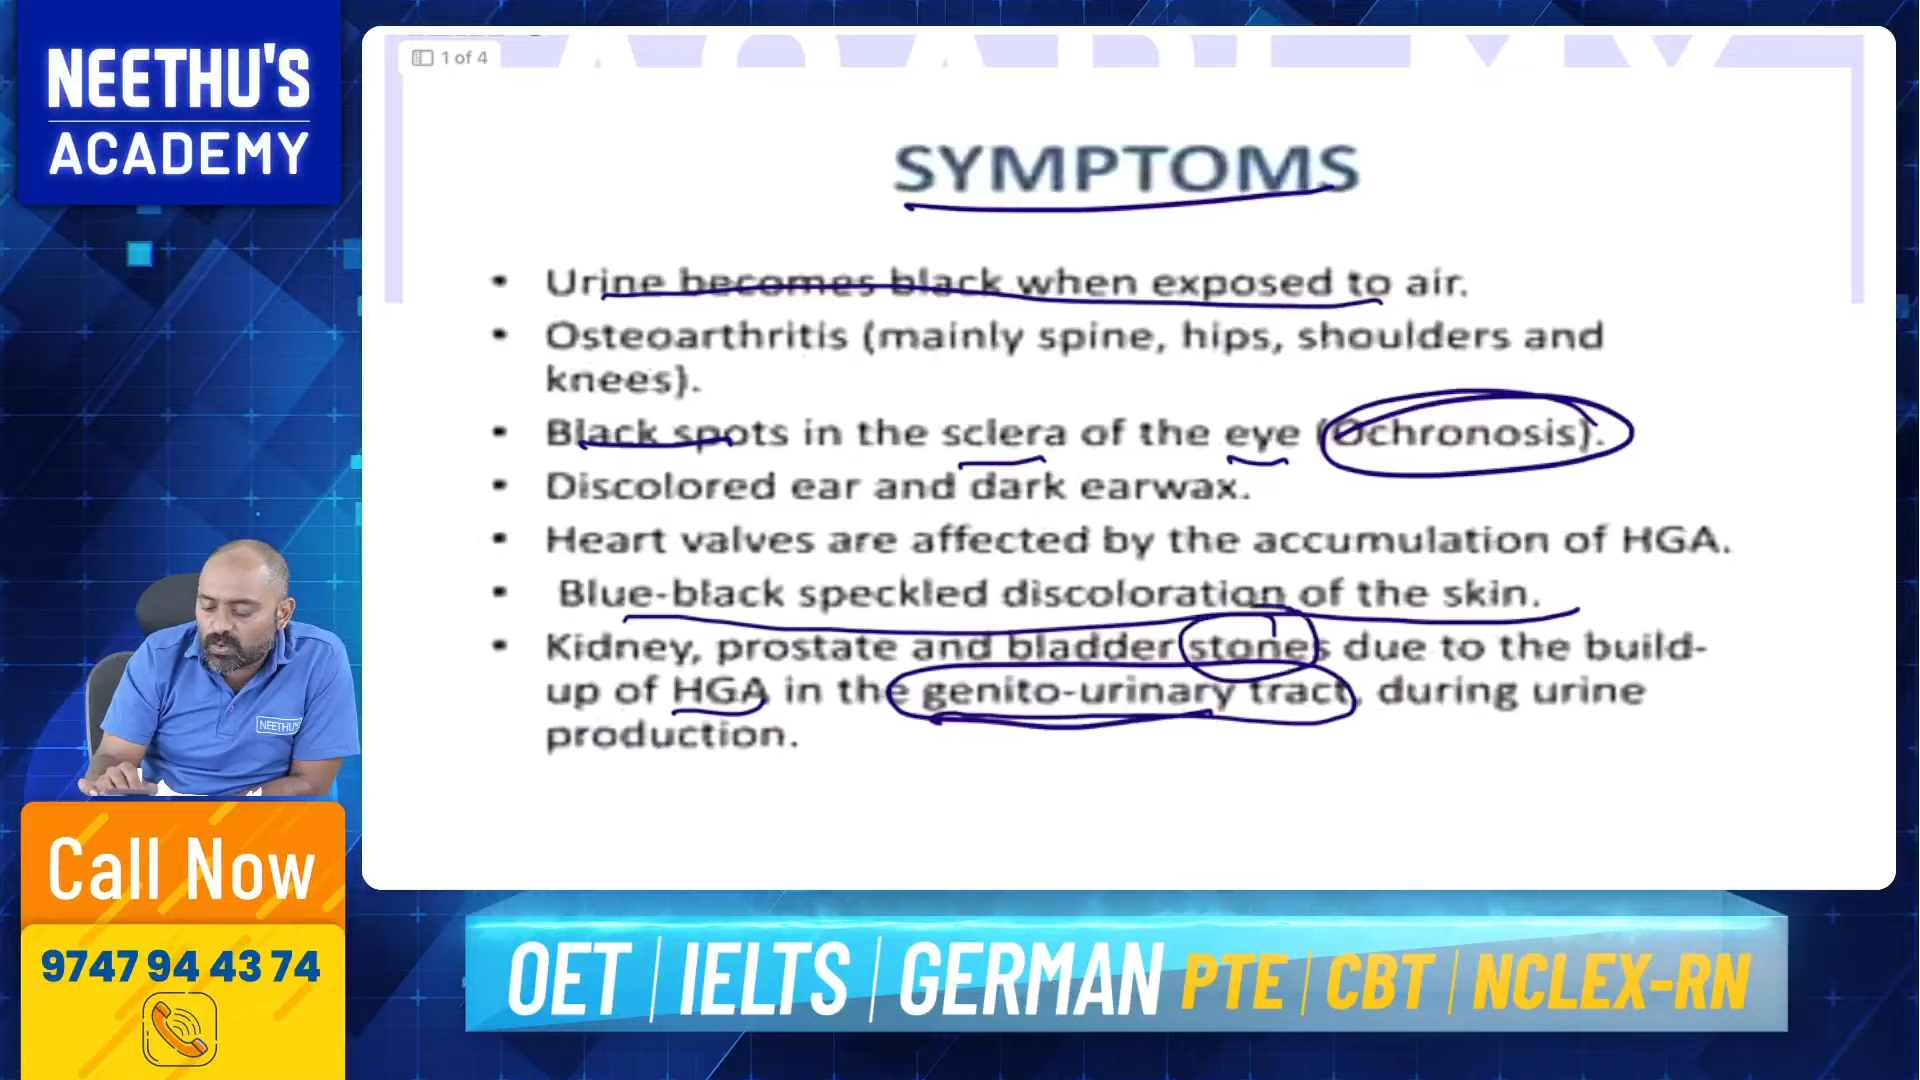 NEETHU'S
ACADEMY
1 of 4
SYMPTOMS
• Urine becomes black when exposed to air.
• Osteoarthritis (mainly spine, hips, shoulders and
knees).
• Black spots in the sclera of the eye (Ochronosis).
• Discolored ear and dark earwax.
• Heart valves are affected by the accumulation of HGA.
• Blue-black speckled discoloration of the skin.
• Kidney, prostate and bladder stones due to the build-
up of HGA in the genito-urinary tract, during urine
production.
NEETHU'S
Call Now
9747 94 43 74
OET | IELTS | GERMAN PTE | CBT | NCLEX-RN